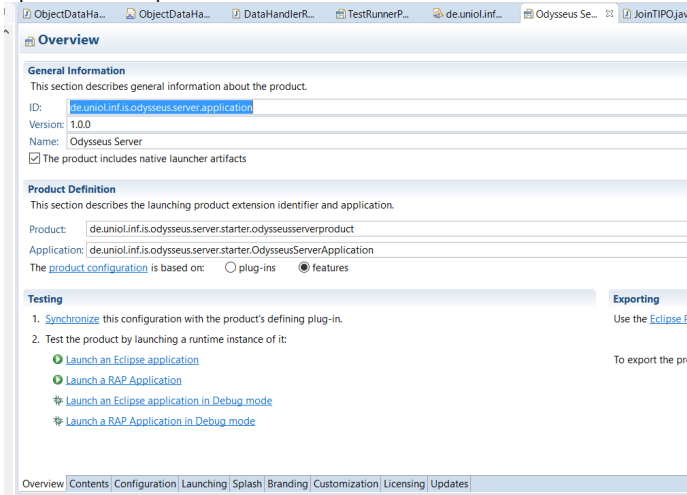 ObjectDataHa... ObjectDataHa... DataHandlerR... TestRunnerP... de.uniol.inf... Odysseus Se... JoinTIPO.jav
Overview
General Information
This section describes general information about the product.
ID: de.uniol.inf.is.odysseus.server.application
Version: 1.0.0
Name: Odysseus Server
The product includes native launcher artifacts
Product Definition
This section describes the launching product extension identifier and application.
Product: de.uniol.inf.is.odysseus.server.starter.odysseusserverproduct
Application: de.uniol.inf.is.odysseus.server.starter.OdysseusServerApplication
The product configuration is based on: plug-ins features
Testing
1. Synchronize this configuration with the product's defining plug-in.
2. Test the product by launching a runtime instance of it:
Launch an Eclipse application
Launch a RAP Application
Launch an Eclipse application in Debug mode
Launch a RAP Application in Debug mode
Exporting
Use the Eclipse
To export the pr
Overview Contents Configuration Launching Splash Branding Customization Licensing Updates